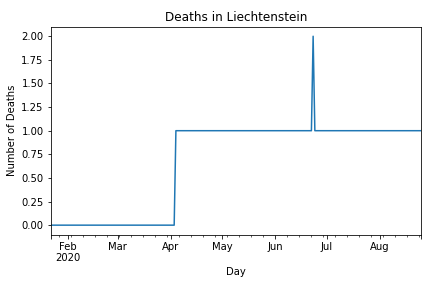 Deaths in Liechtenstein
2.00
1.75
1.50
1.25
1.00
0.75
0.50
0.25
0.00
Number of Deaths
Feb Mar Apr May Jun Jul Aug
2020
Day